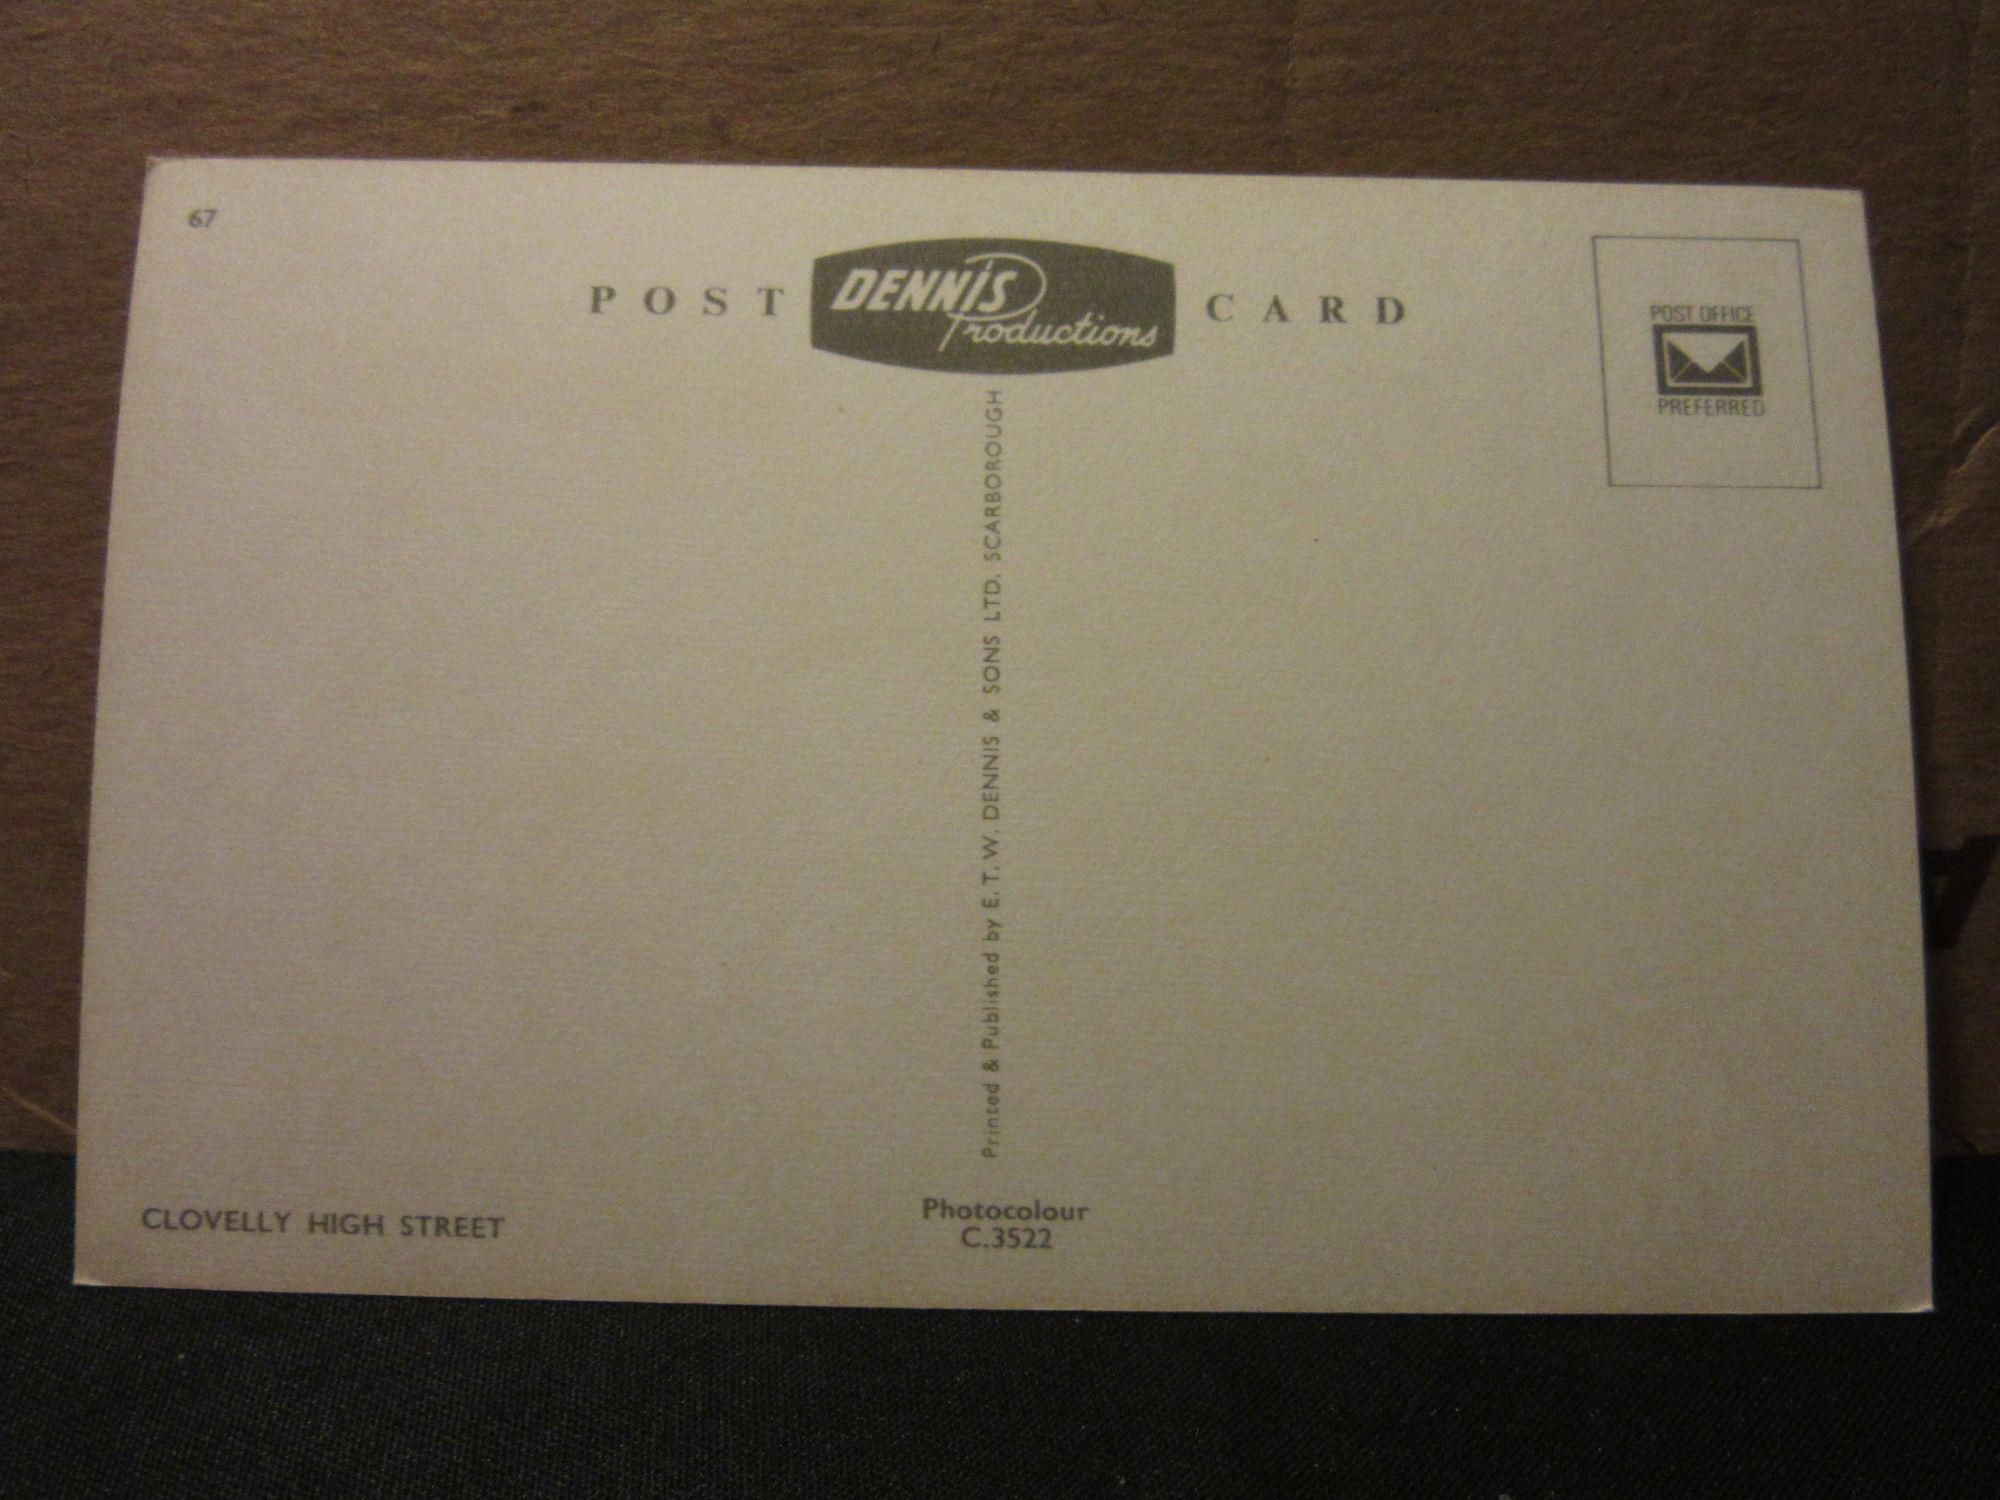 67
POST DENNIS Productions CARD
POST OFFICE
PREFERRED
Printed & Published by E. T. W. DENNIS & SONS LTD. SCARBOROUGH
CLOVELLY HIGH STREET
Photocolour
C.3522